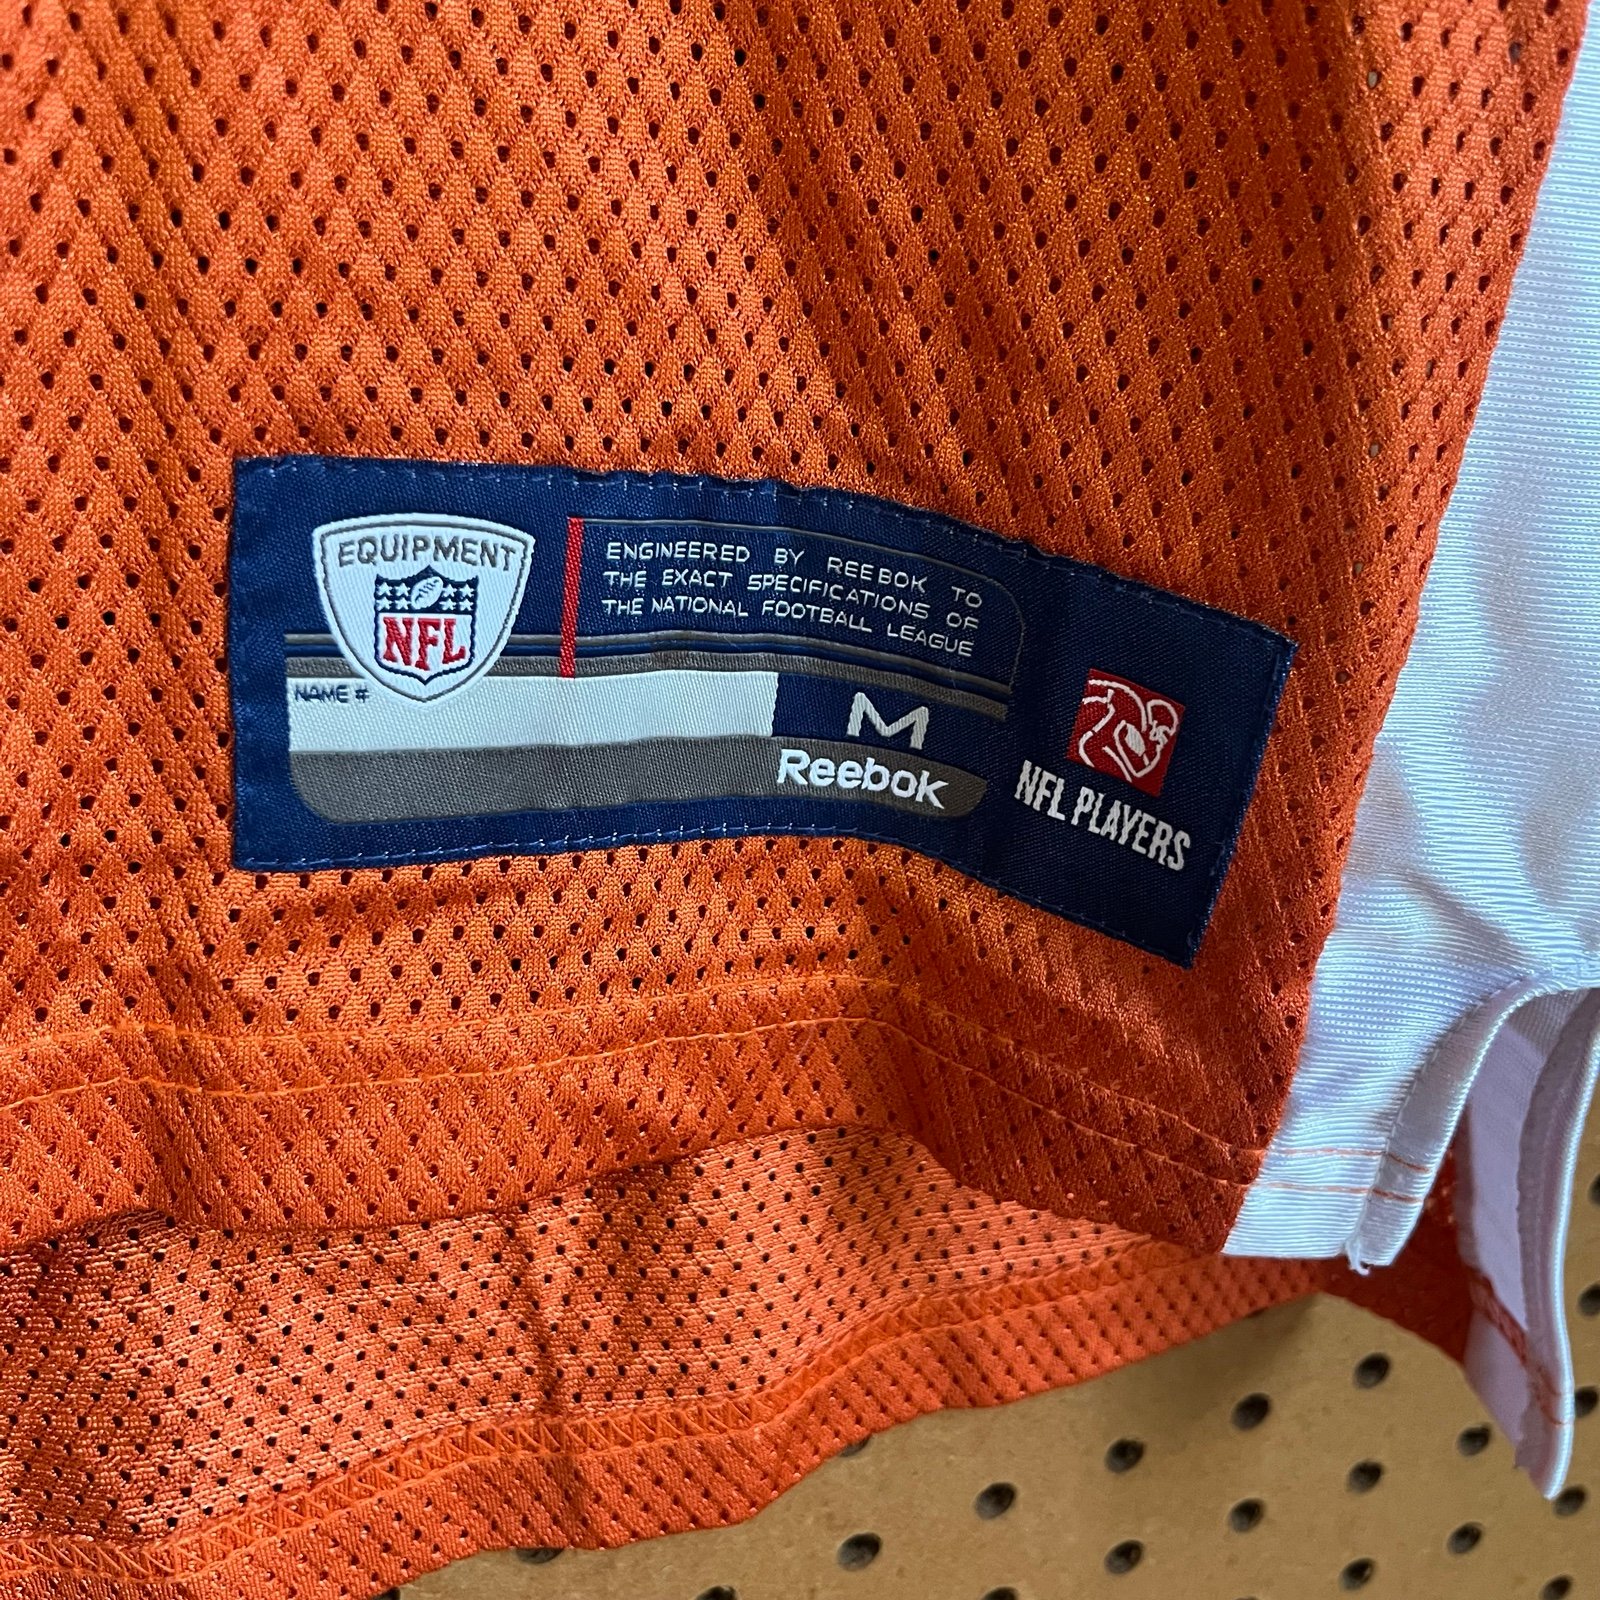 EQUIPMENT
NFL
ENGINEERED BY REEBOK TO
THE EXACT SPECIFICATIONS OF
THE NATIONAL FOOTBALL LEAGUE
NAME #
M
Reebok
NFL PLAYERS